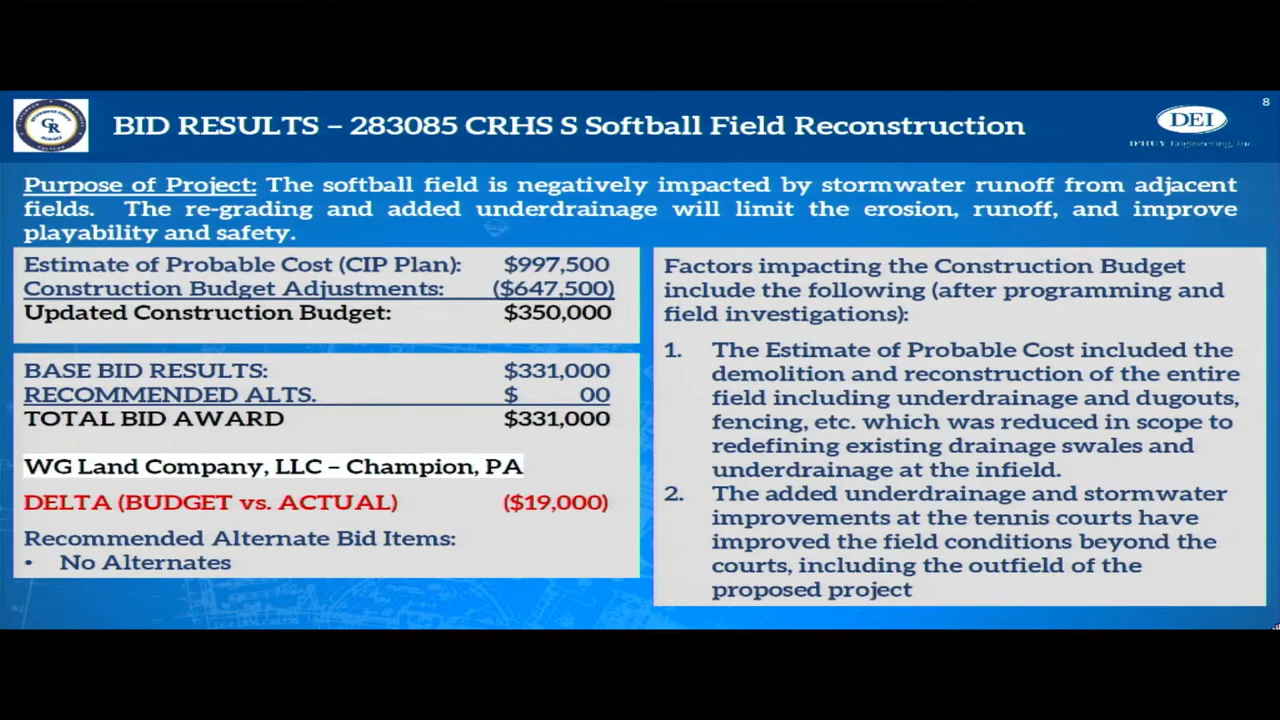 8
GR
BID RESULTS – 283085 CRHS S Softball Field Reconstruction
DEI
D'HUY Engineering, Inc.
Purpose of Project: The softball field is negatively impacted by stormwater runoff from adjacent
fields. The re-grading and added underdrainage will limit the erosion, runoff, and improve
playability and safety.
Estimate of Probable Cost (CIP Plan): $997,500
Construction Budget Adjustments: ($647,500)
Updated Construction Budget: $350,000
BASE BID RESULTS: $331,000
RECOMMENDED ALTS. $ 00
TOTAL BID AWARD $331,000
WG Land Company, LLC – Champion, PA
DELTA (BUDGET vs. ACTUAL) ($19,000)
Recommended Alternate Bid Items:
• No Alternates
Factors impacting the Construction Budget
include the following (after programming and
field investigations):
1. The Estimate of Probable Cost included the
demolition and reconstruction of the entire
field including underdrainage and dugouts,
fencing, etc. which was reduced in scope to
redefining existing drainage swales and
underdrainage at the infield.
2. The added underdrainage and stormwater
improvements at the tennis courts have
improved the field conditions beyond the
courts, including the outfield of the
proposed project